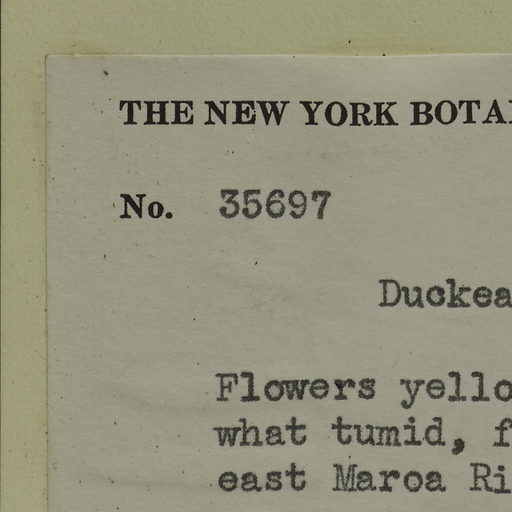 THE NEW YORK BOTA
No. 35697
Duckea
Flowers yello
what tumid, f
east Maroa Ri